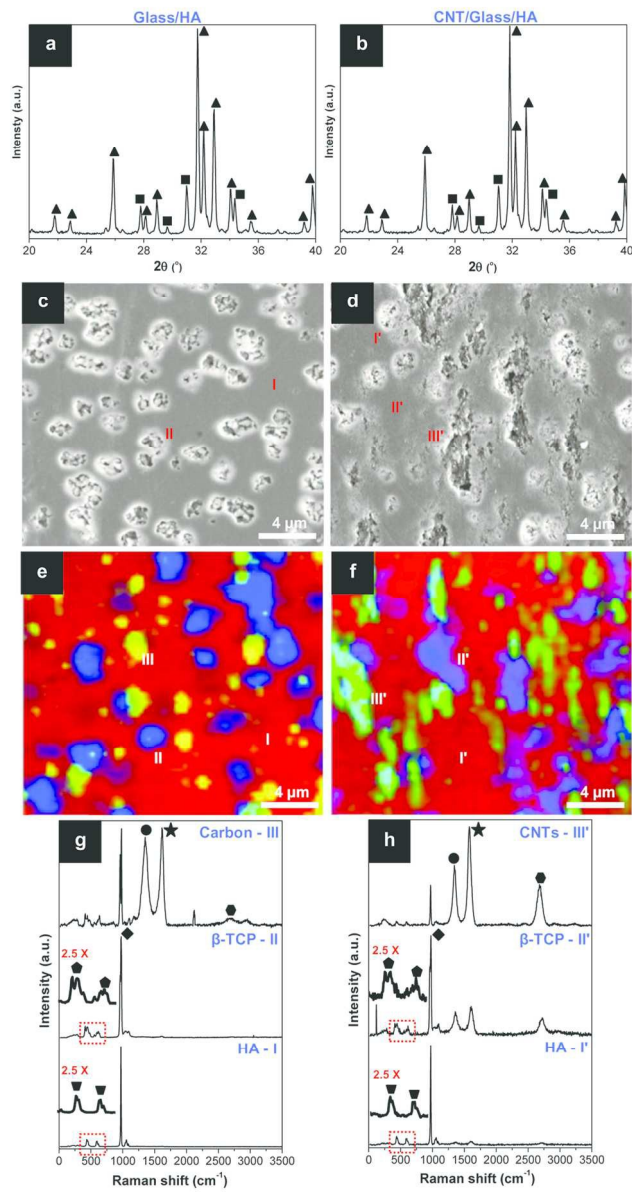 Glass/HA
CNT/Glass/HA
a
b
Intensty (a.u.)
Intensty (a.u.)
20 24 28 32 36 40
20 24 28 32 36 40
2θ (°)
2θ (°)
c
I
II
4 µm
d
I'
II'
III'
4 µm
e
III
I
II
4 µm
f
II'
III'
I'
4 µm
g
Carbon - III
β-TCP - II
2.5 X
HA - I
2.5 X
Intensity (a.u.)
0 500 1000 1500 2000 2500 3000 3500
Raman shift (cm⁻¹)
h
CNTs - III'
β-TCP - II'
2.5 X
HA - I'
2.5 X
Intensity (a.u.)
0 500 1000 1500 2000 2500 3000 3500
Raman shift (cm⁻¹)